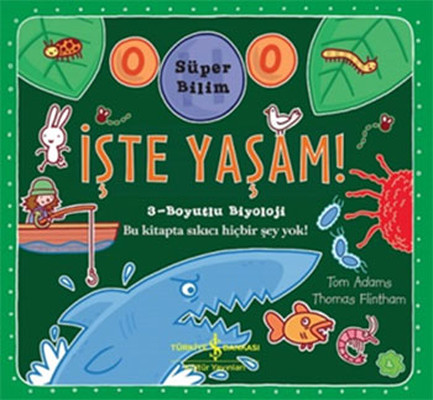 O H O
Süper
Bilim
İŞTE YAŞAM!
3-Boyutlu Biyoloji
Bu kitapta sıkıcı hiçbir şey yok!
Tom Adams
Thomas Flintham
TÜRKİYE İŞ BANKASI
Kültür Yayınları